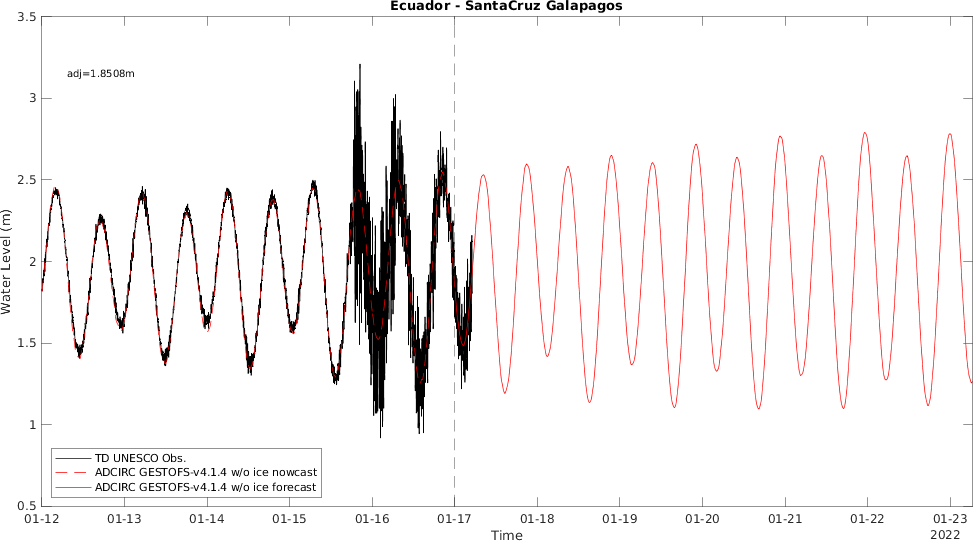 Ecuador - SantaCruz Galapagos
3.5
adj=1.8508m
3
2.5
2
1.5
1
0.5
Water Level (m)
TD UNESCO Obs.
ADCIRC GESTOFS-v4.1.4 w/o ice nowcast
ADCIRC GESTOFS-v4.1.4 w/o ice forecast
01-12 01-13 01-14 01-15 01-16 01-17 01-18 01-19 01-20 01-21 01-22 01-23
2022
Time